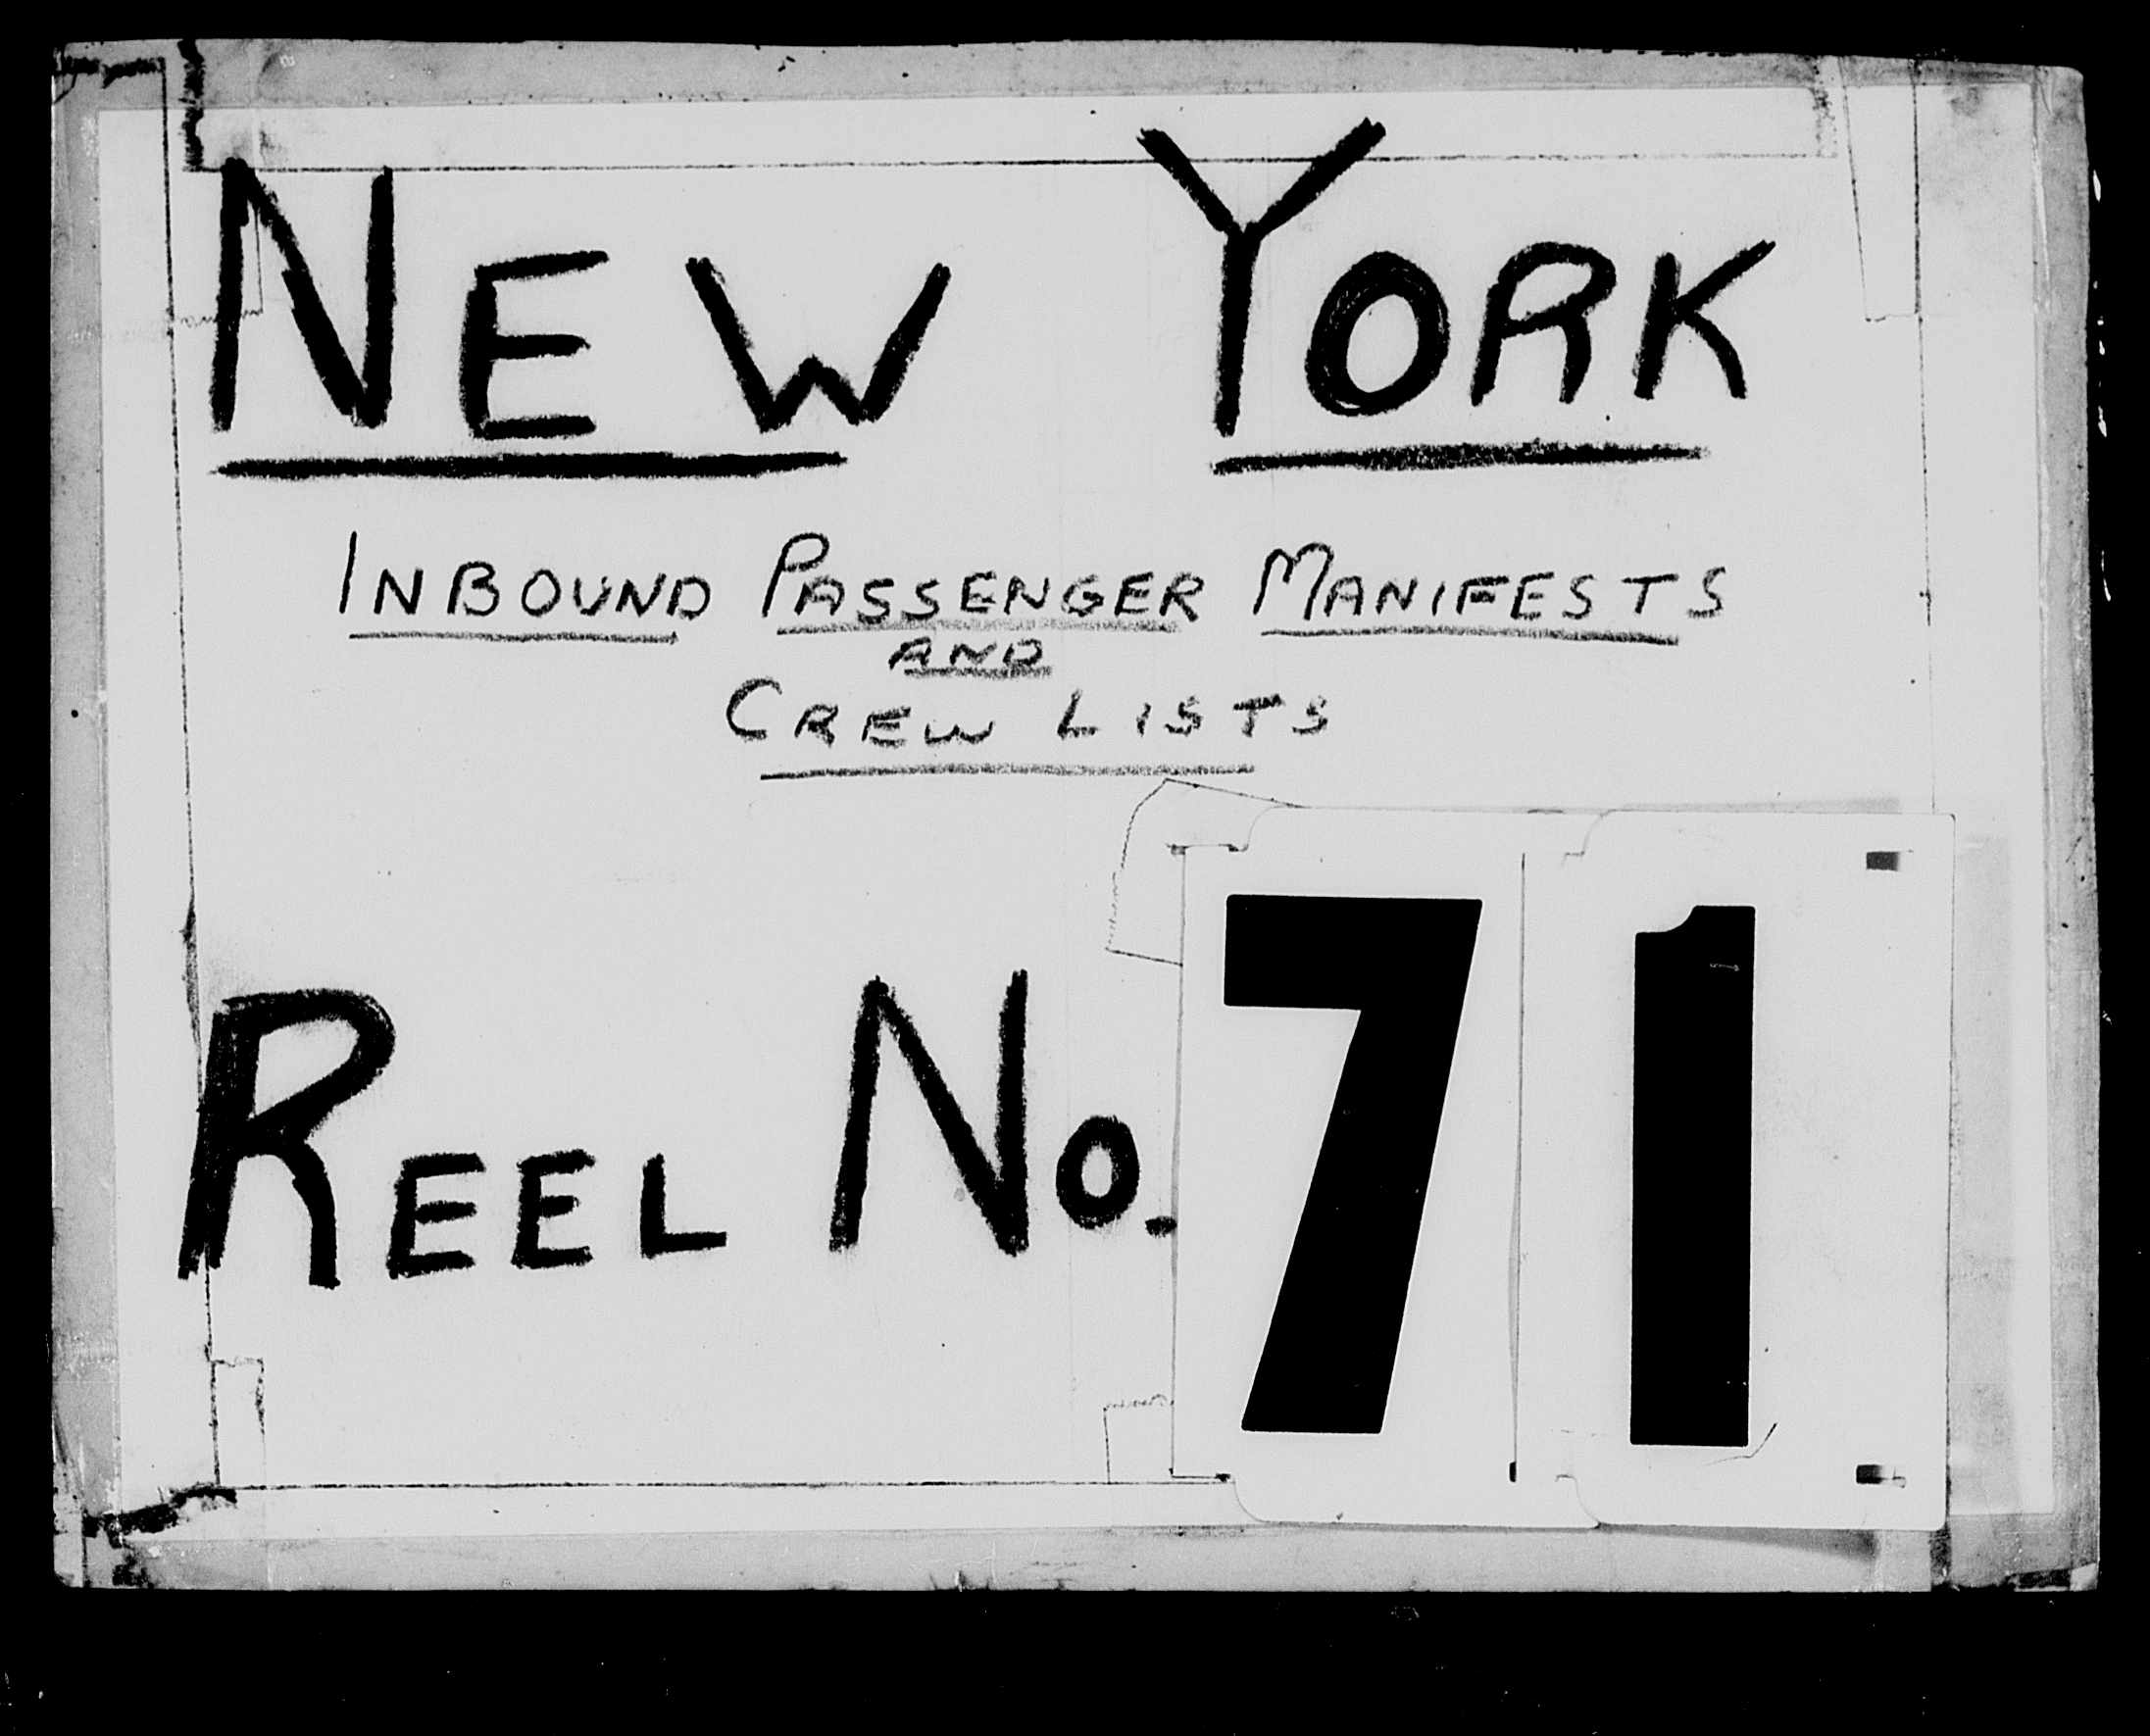 NEW YORK
INBOUND PASSENGER MANIFESTS
AND
CREW LISTS
REEL No. 71